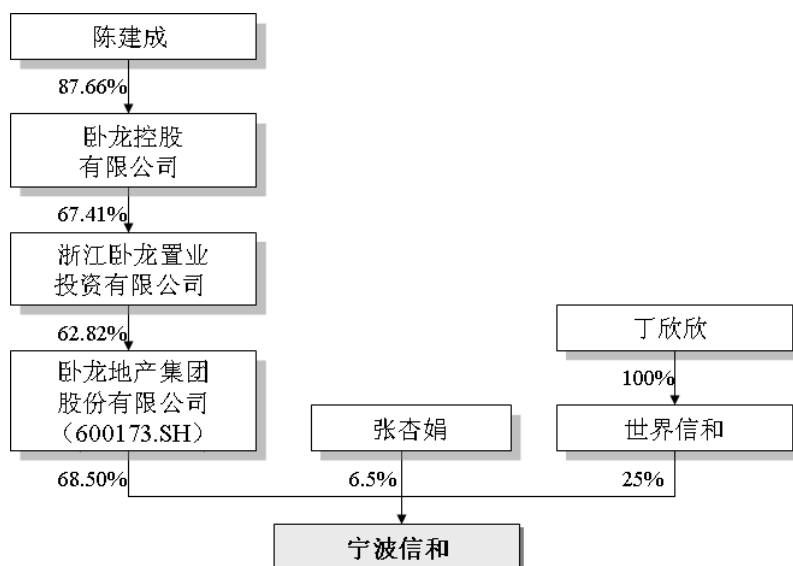 陈建成
87.66%
卧龙控股
有限公司
67.41%
浙江卧龙置业
投资有限公司
62.82%
卧龙地产集团
股份有限公司
（600173.SH）
68.50%
张杏娟
6.5%
丁欣欣
100%
世界信和
25%
宁波信和